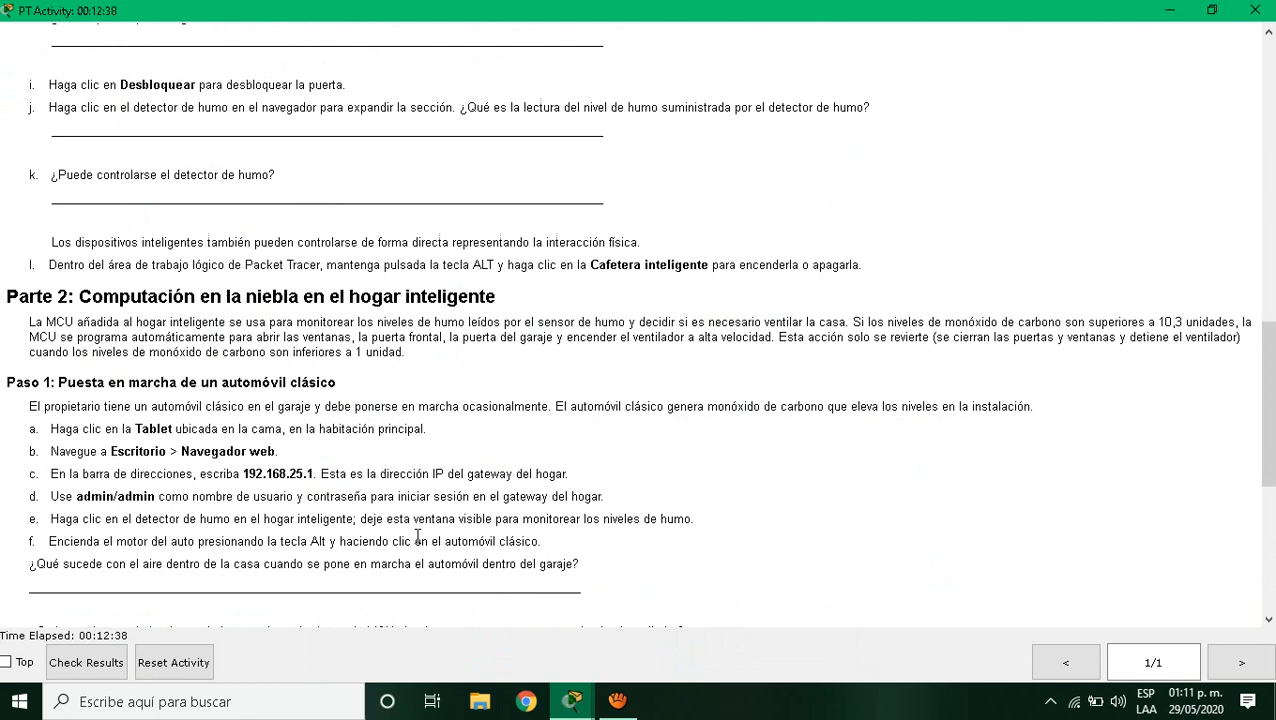 PT Activity: 00:12:38
i. Haga clic en Desbloquear para desbloquear la puerta.
j. Haga clic en el detector de humo en el navegador para expandir la sección. ¿Qué es la lectura del nivel de humo suministrada por el detector de humo?
k. ¿Puede controlarse el detector de humo?
Los dispositivos inteligentes también pueden controlarse de forma directa representando la interacción física.
l. Dentro del área de trabajo lógico de Packet Tracer, mantenga pulsada la tecla ALT y haga clic en la Cafetera inteligente para encenderla o apagarla.
Parte 2: Computación en la niebla en el hogar inteligente
La MCU añadida al hogar inteligente se usa para monitorear los niveles de humo leídos por el sensor de humo y decidir si es necesario ventilar la casa. Si los niveles de monóxido de carbono son superiores a 10,3 unidades, la
MCU se programa automáticamente para abrir las ventanas, la puerta frontal, la puerta del garaje y encender el ventilador a alta velocidad. Esta acción solo se revierte (se cierran las puertas y ventanas y detiene el ventilador)
cuando los niveles de monóxido de carbono son inferiores a 1 unidad.
Paso 1: Puesta en marcha de un automóvil clásico
El propietario tiene un automóvil clásico en el garaje y debe ponerse en marcha ocasionalmente. El automóvil clásico genera monóxido de carbono que eleva los niveles en la instalación.
a. Haga clic en la Tablet ubicada en la cama, en la habitación principal.
b. Navegue a Escritorio > Navegador web.
c. En la barra de direcciones, escriba 192.168.25.1. Esta es la dirección IP del gateway del hogar.
d. Use admin/admin como nombre de usuario y contraseña para iniciar sesión en el gateway del hogar.
e. Haga clic en el detector de humo en el hogar inteligente; deje esta ventana visible para monitorear los niveles de humo.
f. Encienda el motor del auto presionando la tecla Alt y haciendo clic en el automóvil clásico.
¿Qué sucede con el aire dentro de la casa cuando se pone en marcha el automóvil dentro del garaje?
Time Elapsed: 00:12:38
Top Check Results Reset Activity < 1/1 >
Escribe aquí para buscar
ESP 01:11 p. m.
LAA 29/05/2020